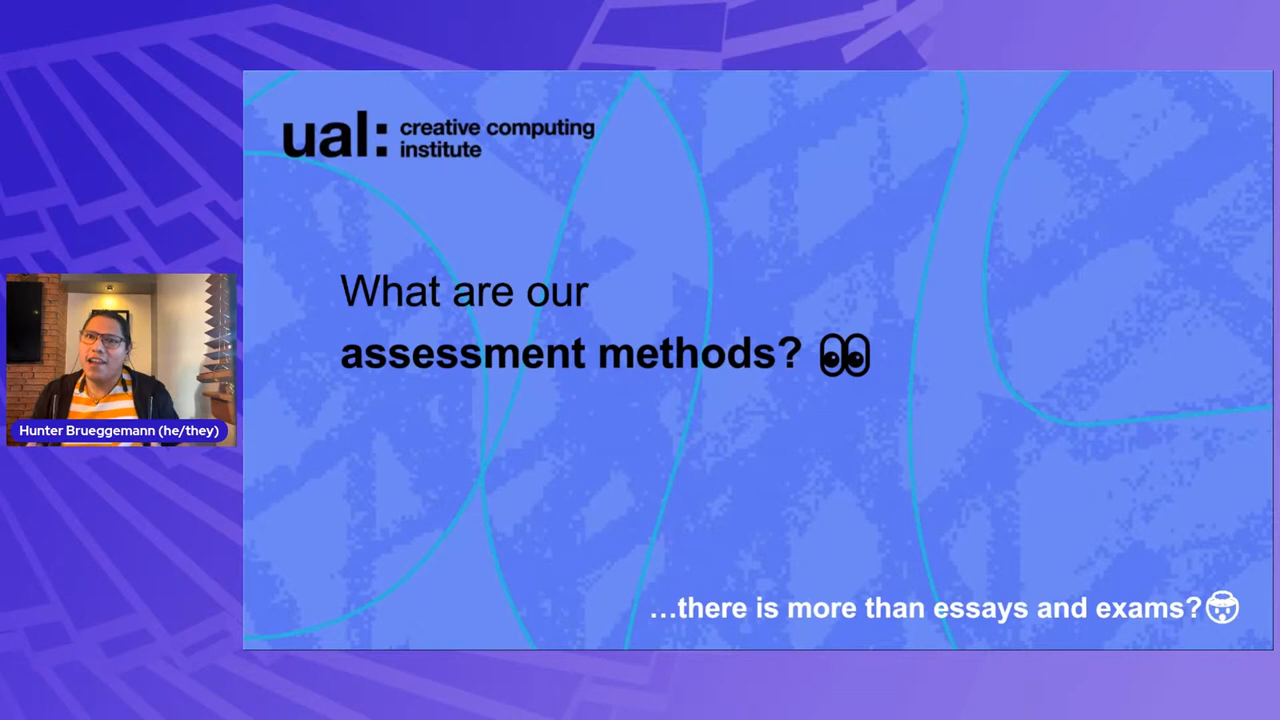 ual: creative computing
institute
What are our
assessment methods? 👀
…there is more than essays and exams?🤯
Hunter Brueggemann (he/they)